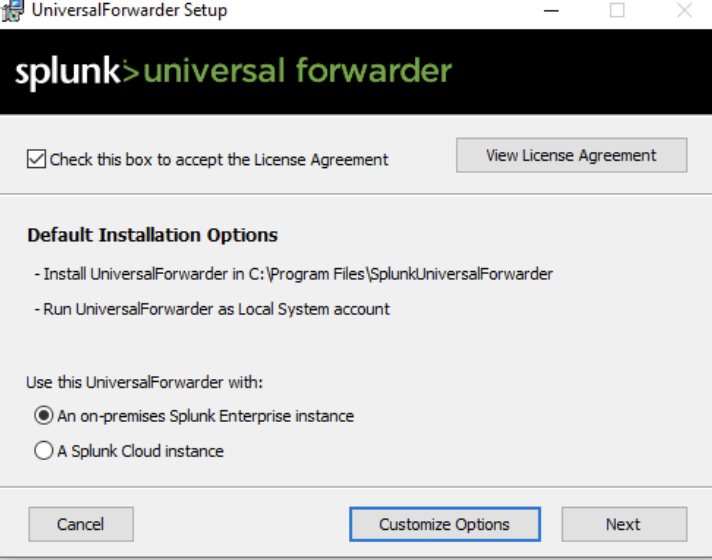 UniversalForwarder Setup
splunk>universal forwarder
Check this box to accept the License Agreement
View License Agreement
Default Installation Options
- Install UniversalForwarder in C:\Program Files\SplunkUniversalForwarder
- Run UniversalForwarder as Local System account
Use this UniversalForwarder with:
An on-premises Splunk Enterprise instance
A Splunk Cloud instance
Cancel
Customize Options
Next